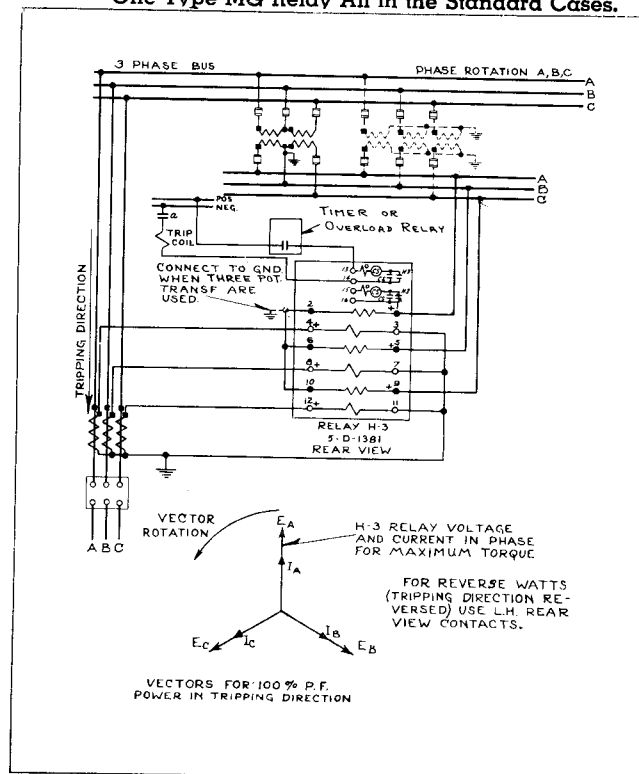 One Type MG Relay All in the Standard Cases.
3 PHASE BUS
PHASE ROTATION A,B,C
A
B
C
A
B
C
POS
NEG.
a
TRIP
COIL
TIMER OR
OVERLOAD RELAY
CONNECT TO GND.
WHEN THREE POT.
TRANSF ARE
USED.
TRIPPING DIRECTION
13
14
15
16
2
4 +
3
6
+5
8 +
7
10
+9
12 +
11
RELAY H-3
5-D-1381
REAR VIEW
A B C
VECTOR
ROTATION
EA
IA
H-3 RELAY VOLTAGE
AND CURRENT IN PHASE
FOR MAXIMUM TORQUE
FOR REVERSE WATTS
(TRIPPING DIRECTION RE-
VERSED) USE L.H. REAR
VIEW CONTACTS.
EC
IC
IB
EB
VECTORS FOR 100% P.F.
POWER IN TRIPPING DIRECTION